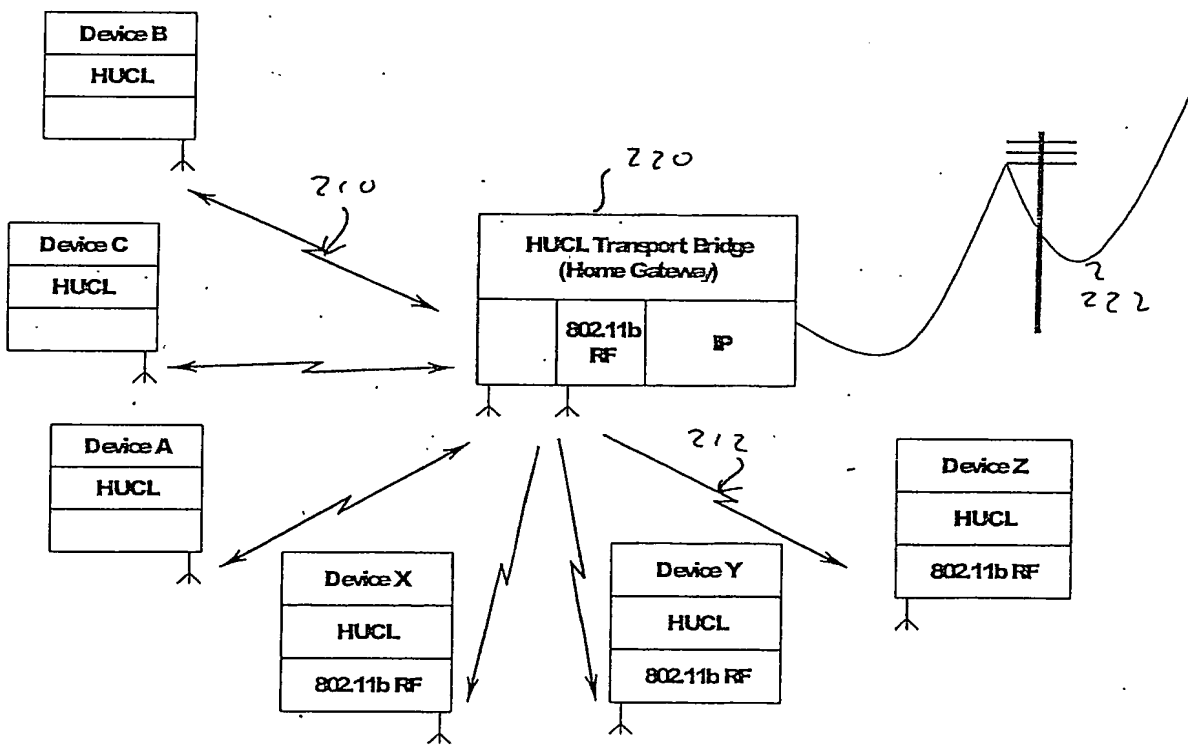 Device B
HUCL
210
220
Device C
HUCL
HUCL Transport Bridge
(Home Gateway)
802.11b
RF
IP
222
Device A
HUCL
212
Device X
HUCL
802.11b RF
Device Y
HUCL
802.11b RF
Device Z
HUCL
802.11b RF